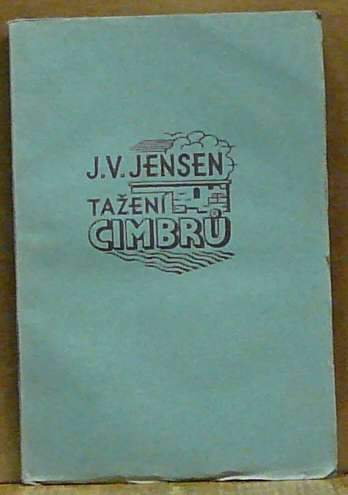 J.V. JENSEN
TAŽENÍ
CIMBRŮ